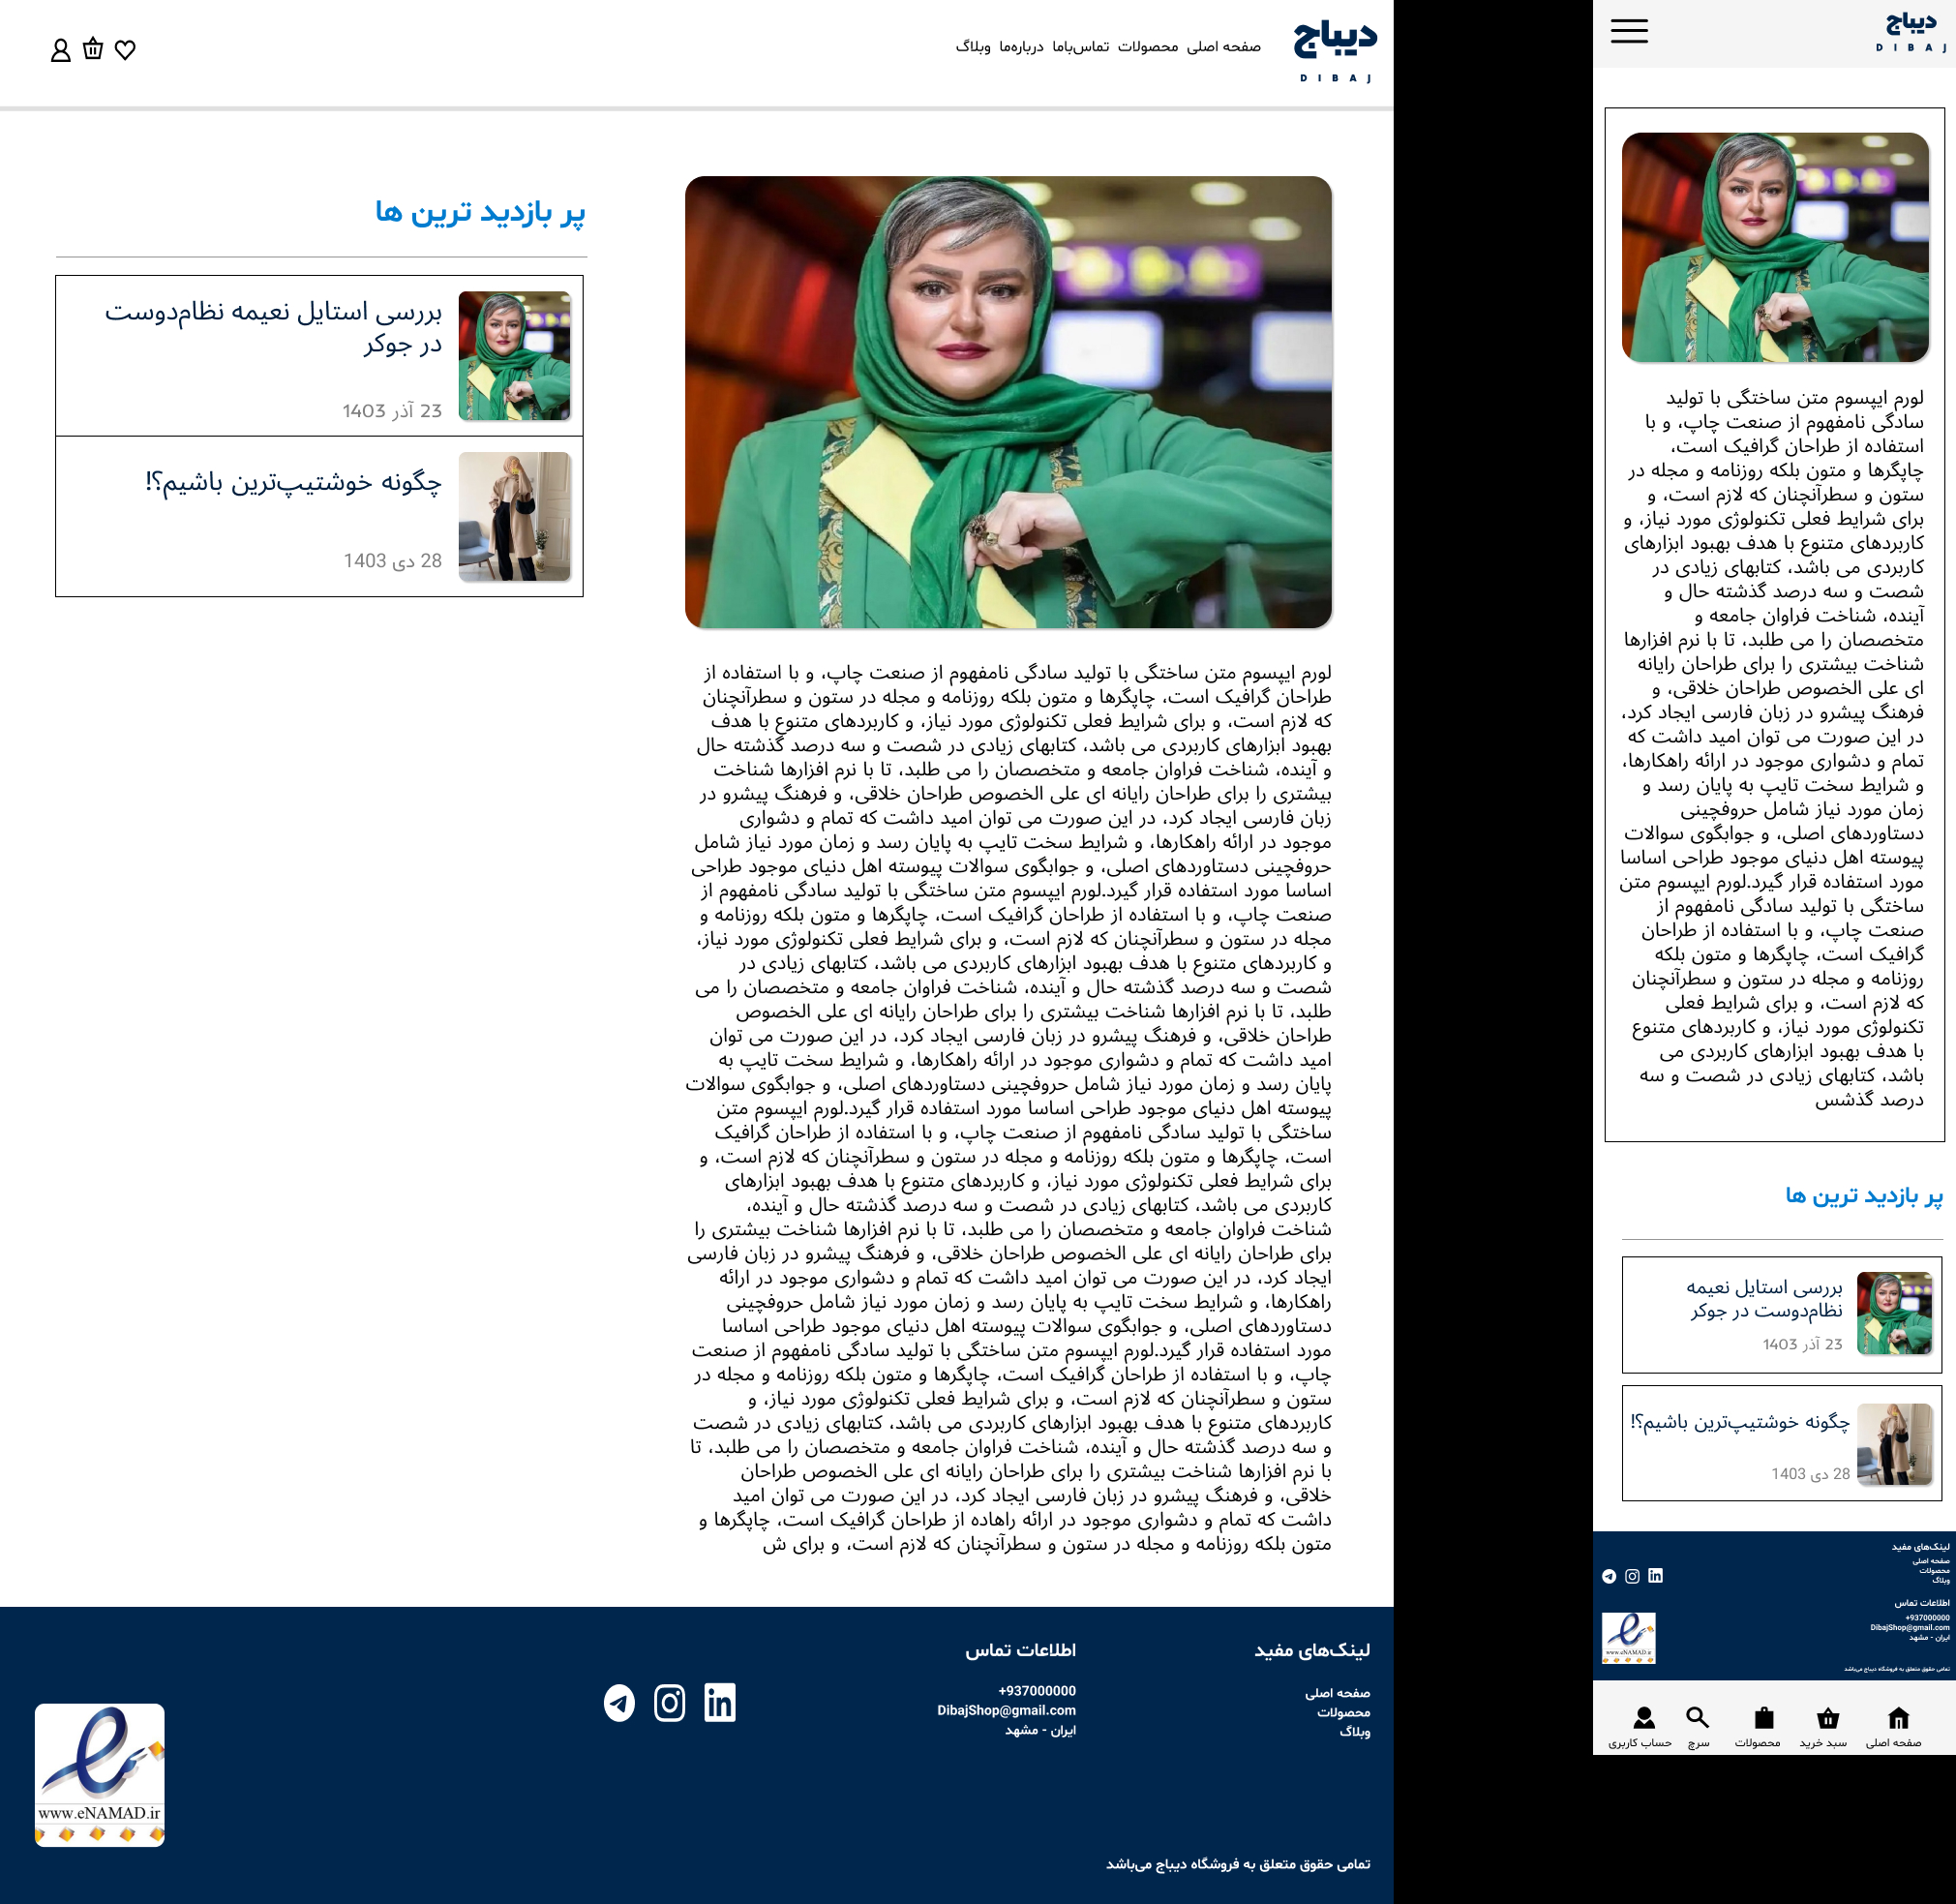 دیباج
DIBAJ
صفحه اصلی محصولات تماس‌باما درباره‌ما وبلاگ
لورم ایپسوم متن ساختگی با تولید سادگی نامفهوم از صنعت چاپ، و با استفاده از
طراحان گرافیک است، چاپگرها و متون بلکه روزنامه و مجله در ستون و سطرآنچنان
که لازم است، و برای شرایط فعلی تکنولوژی مورد نیاز، و کاربردهای متنوع با هدف
بهبود ابزارهای کاربردی می باشد، کتابهای زیادی در شصت و سه درصد گذشته حال
و آینده، شناخت فراوان جامعه و متخصصان را می طلبد، تا با نرم افزارها شناخت
بیشتری را برای طراحان رایانه ای علی الخصوص طراحان خلاقی، و فرهنگ پیشرو در
زبان فارسی ایجاد کرد، در این صورت می توان امید داشت که تمام و دشواری
موجود در ارائه راهکارها، و شرایط سخت تایپ به پایان رسد و زمان مورد نیاز شامل
حروفچینی دستاوردهای اصلی، و جوابگوی سوالات پیوسته اهل دنیای موجود طراحی
اساسا مورد استفاده قرار گیرد.لورم ایپسوم متن ساختگی با تولید سادگی نامفهوم از
صنعت چاپ، و با استفاده از طراحان گرافیک است، چاپگرها و متون بلکه روزنامه و
مجله در ستون و سطرآنچنان که لازم است، و برای شرایط فعلی تکنولوژی مورد نیاز،
و کاربردهای متنوع با هدف بهبود ابزارهای کاربردی می باشد، کتابهای زیادی در
شصت و سه درصد گذشته حال و آینده، شناخت فراوان جامعه و متخصصان را می
طلبد، تا با نرم افزارها شناخت بیشتری را برای طراحان رایانه ای علی الخصوص
طراحان خلاقی، و فرهنگ پیشرو در زبان فارسی ایجاد کرد، در این صورت می توان
امید داشت که تمام و دشواری موجود در ارائه راهکارها، و شرایط سخت تایپ به
پایان رسد و زمان مورد نیاز شامل حروفچینی دستاوردهای اصلی، و جوابگوی سوالات
پیوسته اهل دنیای موجود طراحی اساسا مورد استفاده قرار گیرد.لورم ایپسوم متن
ساختگی با تولید سادگی نامفهوم از صنعت چاپ، و با استفاده از طراحان گرافیک
است، چاپگرها و متون بلکه روزنامه و مجله در ستون و سطرآنچنان که لازم است، و
برای شرایط فعلی تکنولوژی مورد نیاز، و کاربردهای متنوع با هدف بهبود ابزارهای
کاربردی می باشد، کتابهای زیادی در شصت و سه درصد گذشته حال و آینده،
شناخت فراوان جامعه و متخصصان را می طلبد، تا با نرم افزارها شناخت بیشتری را
برای طراحان رایانه ای علی الخصوص طراحان خلاقی، و فرهنگ پیشرو در زبان فارسی
ایجاد کرد، در این صورت می توان امید داشت که تمام و دشواری موجود در ارائه
راهکارها، و شرایط سخت تایپ به پایان رسد و زمان مورد نیاز شامل حروفچینی
دستاوردهای اصلی، و جوابگوی سوالات پیوسته اهل دنیای موجود طراحی اساسا
مورد استفاده قرار گیرد.لورم ایپسوم متن ساختگی با تولید سادگی نامفهوم از صنعت
چاپ، و با استفاده از طراحان گرافیک است، چاپگرها و متون بلکه روزنامه و مجله در
ستون و سطرآنچنان که لازم است، و برای شرایط فعلی تکنولوژی مورد نیاز، و
کاربردهای متنوع با هدف بهبود ابزارهای کاربردی می باشد، کتابهای زیادی در شصت
و سه درصد گذشته حال و آینده، شناخت فراوان جامعه و متخصصان را می طلبد، تا
با نرم افزارها شناخت بیشتری را برای طراحان رایانه ای علی الخصوص طراحان
خلاقی، و فرهنگ پیشرو در زبان فارسی ایجاد کرد، در این صورت می توان امید
داشت که تمام و دشواری موجود در ارائه راهاده از طراحان گرافیک است، چاپگرها و
متون بلکه روزنامه و مجله در ستون و سطرآنچنان که لازم است، و برای ش
پر بازدید ترین ها
بررسی استایل نعیمه نظام‌دوست
در جوکر
23 آذر 1403
چگونه خوشتیپ‌ترین باشیم؟!
28 دی 1403
لینک‌های مفید
صفحه اصلی
محصولات
وبلاگ
اطلاعات تماس
+937000000
DibajShop@gmail.com
ایران - مشهد
www.eNAMAD.ir
تمامی حقوق متعلق به فروشگاه دیباج می‌باشد
دیباج
DIBAJ
لورم ایپسوم متن ساختگی با تولید
سادگی نامفهوم از صنعت چاپ، و با
استفاده از طراحان گرافیک است،
چاپگرها و متون بلکه روزنامه و مجله در
ستون و سطرآنچنان که لازم است، و
برای شرایط فعلی تکنولوژی مورد نیاز، و
کاربردهای متنوع با هدف بهبود ابزارهای
کاربردی می باشد، کتابهای زیادی در
شصت و سه درصد گذشته حال و
آینده، شناخت فراوان جامعه و
متخصصان را می طلبد، تا با نرم افزارها
شناخت بیشتری را برای طراحان رایانه
ای علی الخصوص طراحان خلاقی، و
فرهنگ پیشرو در زبان فارسی ایجاد کرد،
در این صورت می توان امید داشت که
تمام و دشواری موجود در ارائه راهکارها،
و شرایط سخت تایپ به پایان رسد و
زمان مورد نیاز شامل حروفچینی
دستاوردهای اصلی، و جوابگوی سوالات
پیوسته اهل دنیای موجود طراحی اساسا
مورد استفاده قرار گیرد.لورم ایپسوم متن
ساختگی با تولید سادگی نامفهوم از
صنعت چاپ، و با استفاده از طراحان
گرافیک است، چاپگرها و متون بلکه
روزنامه و مجله در ستون و سطرآنچنان
که لازم است، و برای شرایط فعلی
تکنولوژی مورد نیاز، و کاربردهای متنوع
با هدف بهبود ابزارهای کاربردی می
باشد، کتابهای زیادی در شصت و سه
درصد گذشس
پر بازدید ترین ها
بررسی استایل نعیمه
نظام‌دوست در جوکر
23 آذر 1403
چگونه خوشتیپ‌ترین باشیم؟!
28 دی 1403
لینک‌های مفید
صفحه اصلی
محصولات
وبلاگ
اطلاعات تماس
+937000000
DibajShop@gmail.com
ایران - مشهد
www.eNAMAD.ir
تمامی حقوق متعلق به فروشگاه دیباج می‌باشد
صفحه اصلی
سبد خرید
محصولات
سرچ
حساب کاربری